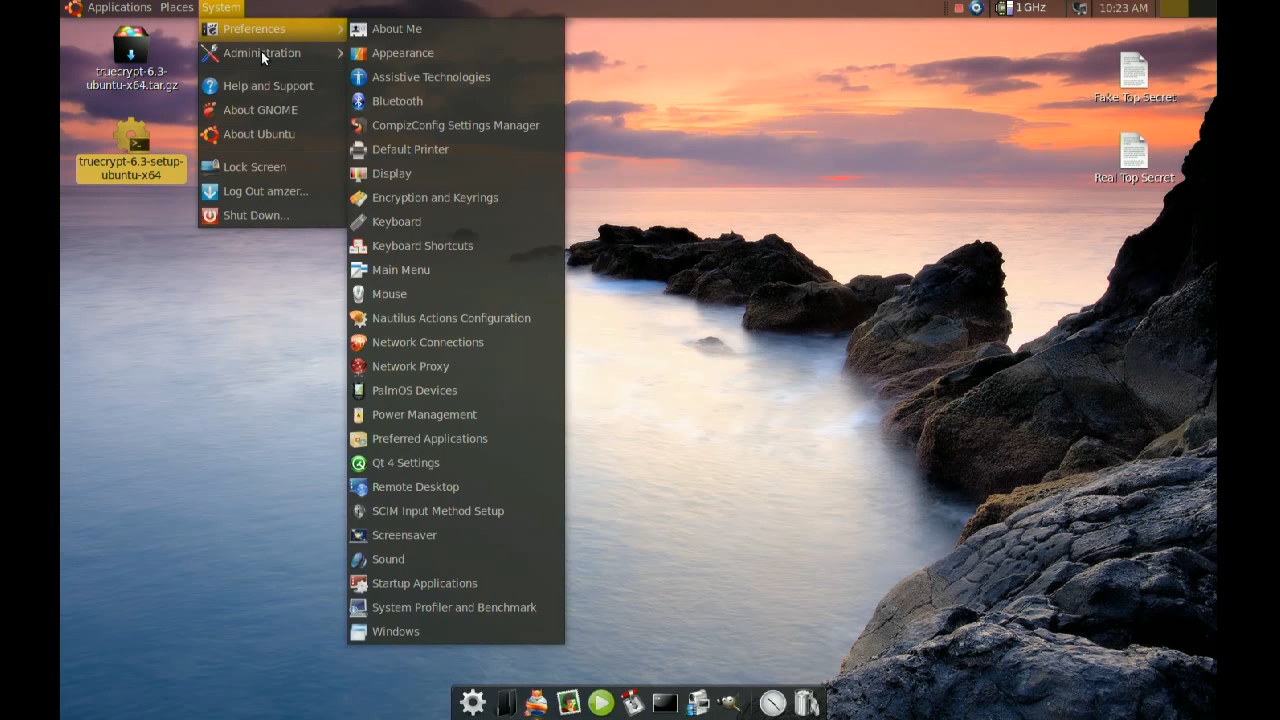 Applications Places System
1GHz
10:23 AM
truecrypt-6.3-
ubuntu-x64.tar.gz
truecrypt-6.3-setup-
ubuntu-x64
Preferences
Administration
Help and Support
About GNOME
About Ubuntu
Lock Screen
Log Out amzer...
Shut Down...
About Me
Appearance
Assistive Technologies
Bluetooth
CompizConfig Settings Manager
Default Printer
Display
Encryption and Keyrings
Keyboard
Keyboard Shortcuts
Main Menu
Mouse
Nautilus Actions Configuration
Network Connections
Network Proxy
PalmOS Devices
Power Management
Preferred Applications
Qt 4 Settings
Remote Desktop
SCIM Input Method Setup
Screensaver
Sound
Startup Applications
System Profiler and Benchmark
Windows
Fake Top Secret
Real Top Secret